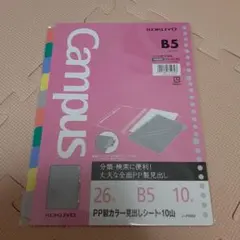 KOKUYO
B5
Campus
分類・検索に便利!
丈夫な全面PP製見出し
26穴 B5 10山
PP製カラー見出しシート・10山
KOKUYO